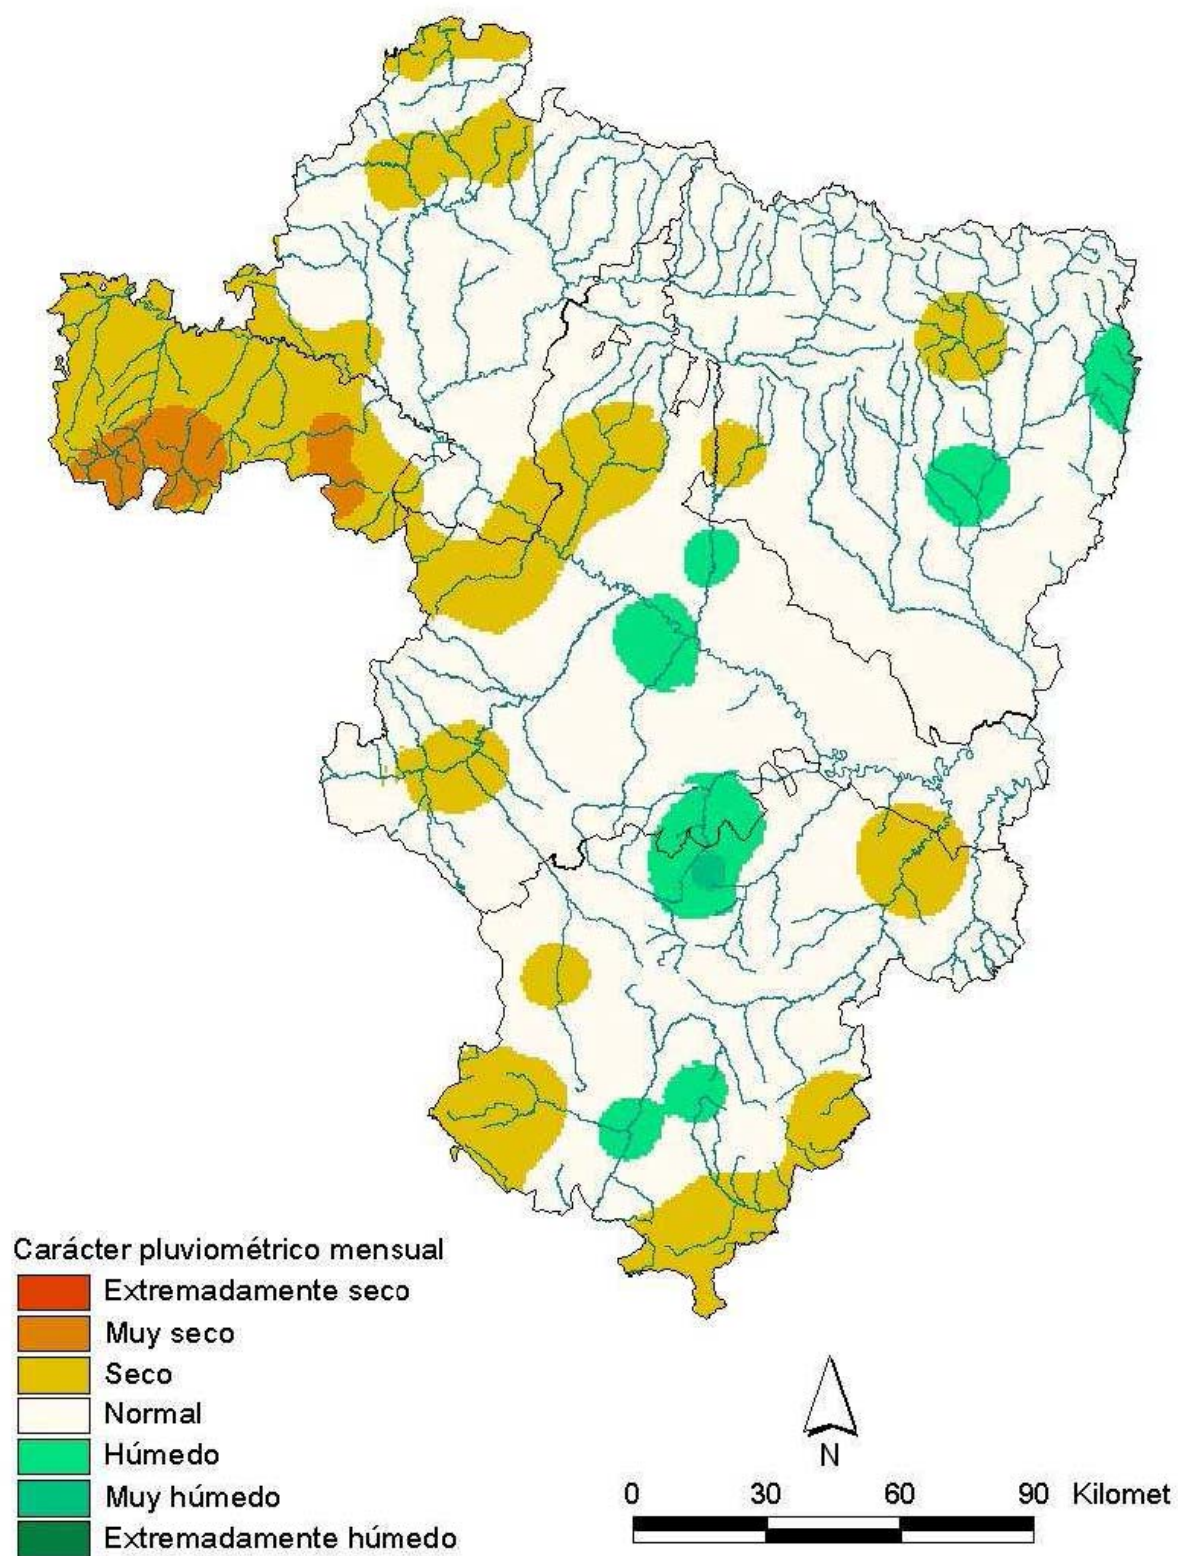 Carácter pluviométrico mensual
Extremadamente seco
Muy seco
Seco
Normal
Húmedo
Muy húmedo
Extremadamente húmedo
N
0 30 60 90 Kilomet